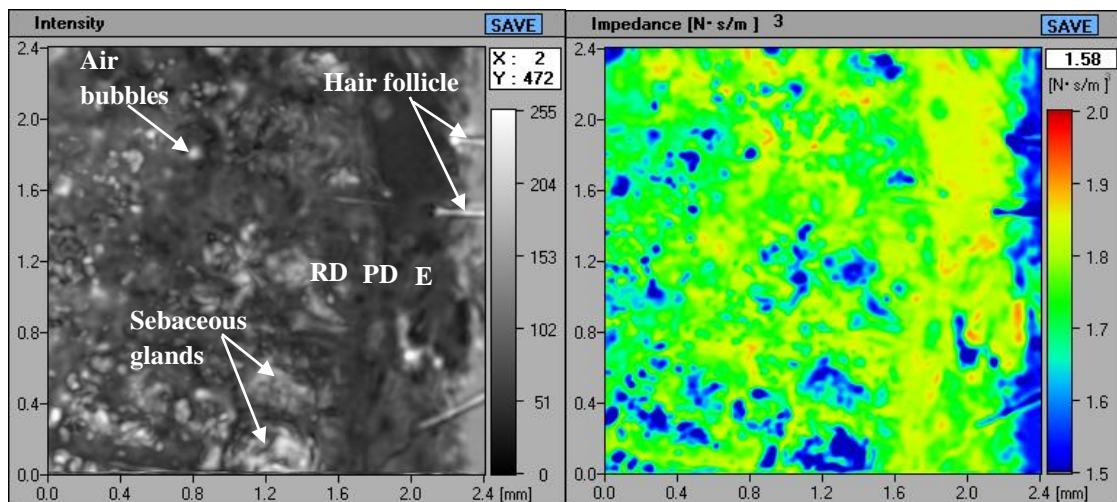 Intensity
SAVE
X : 2
Y : 472
Air
bubbles
Hair follicle
RD PD E
Sebaceous
glands
2.4
2.0
1.6
1.2
0.8
0.4
0.0
0.0 0.4 0.8 1.2 1.6 2.0 2.4 [mm]
255
204
153
102
51
0
Impedance [N· s/m ] 3
SAVE
1.58
[N· s/m ]
2.4
2.0
1.6
1.2
0.8
0.4
0.0
0.0 0.4 0.8 1.2 1.6 2.0 2.4 [mm]
2.0
1.9
1.8
1.7
1.6
1.5